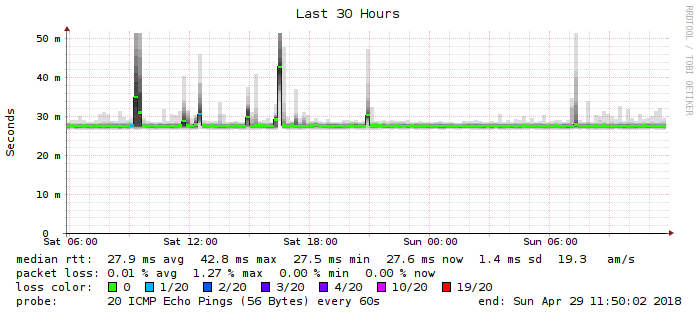 Last 30 Hours
RRDTOOL / TOBI OETIKER
Seconds
50 m
40 m
30 m
20 m
10 m
0
Sat 06:00 Sat 12:00 Sat 18:00 Sun 00:00 Sun 06:00
median rtt: 27.9 ms avg 42.8 ms max 27.5 ms min 27.6 ms now 1.4 ms sd 19.3 am/s
packet loss: 0.01 % avg 1.27 % max 0.00 % min 0.00 % now
loss color: 0 1/20 2/20 3/20 4/20 10/20 19/20
probe: 20 ICMP Echo Pings (56 Bytes) every 60s end: Sun Apr 29 11:50:02 2018